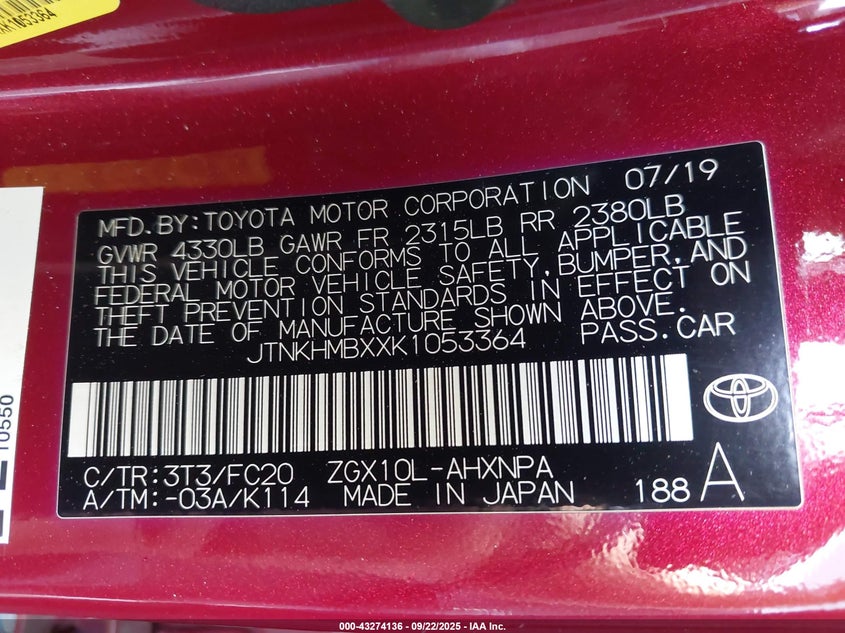 K1053364
MFD.BY:TOYOTA MOTOR CORPORATION 07/19
GVWR 4330LB GAWR FR 2315LB RR 2380LB
THIS VEHICLE CONFORMS TO ALL APPLICABLE
FEDERAL MOTOR VEHICLE SAFETY,BUMPER,AND
THEFT PREVENTION STANDARDS IN EFFECT ON
THE DATE OF MANUFACTURE SHOWN ABOVE.
JTNKHMBXXK1053364 PASS.CAR
C/TR:3T3/FC20 ZGX10L-AHXNPA
A/TM:-03A/K114 MADE IN JAPAN 188 A
10550
000-43274136 - 09/22/2025 - IAA Inc.